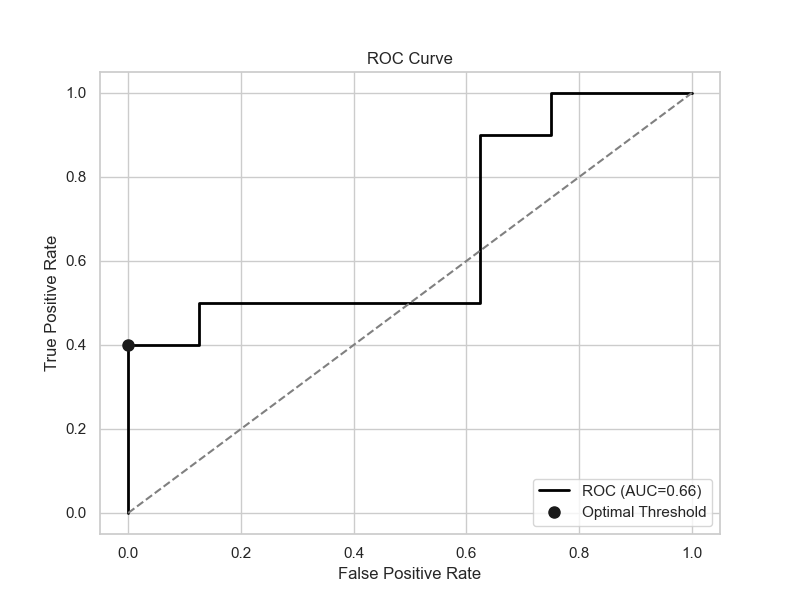 ROC Curve
True Positive Rate
1.0
0.8
0.6
0.4
0.2
0.0
ROC (AUC=0.66)
Optimal Threshold
0.0 0.2 0.4 0.6 0.8 1.0
False Positive Rate